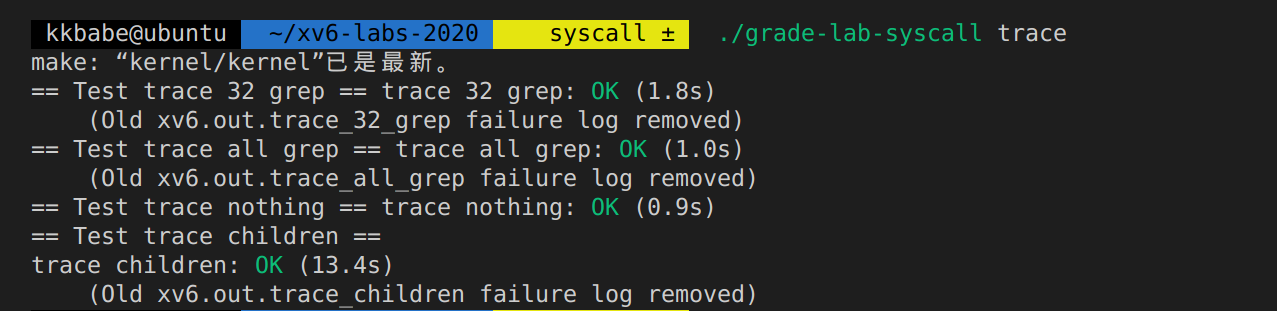 kkbabe@ubuntu ~/xv6-labs-2020 syscall ± ./grade-lab-syscall trace
make: “kernel/kernel”已是最新。
== Test trace 32 grep == trace 32 grep: OK (1.8s)
    (Old xv6.out.trace_32_grep failure log removed)
== Test trace all grep == trace all grep: OK (1.0s)
    (Old xv6.out.trace_all_grep failure log removed)
== Test trace nothing == trace nothing: OK (0.9s)
== Test trace children ==
trace children: OK (13.4s)
    (Old xv6.out.trace_children failure log removed)